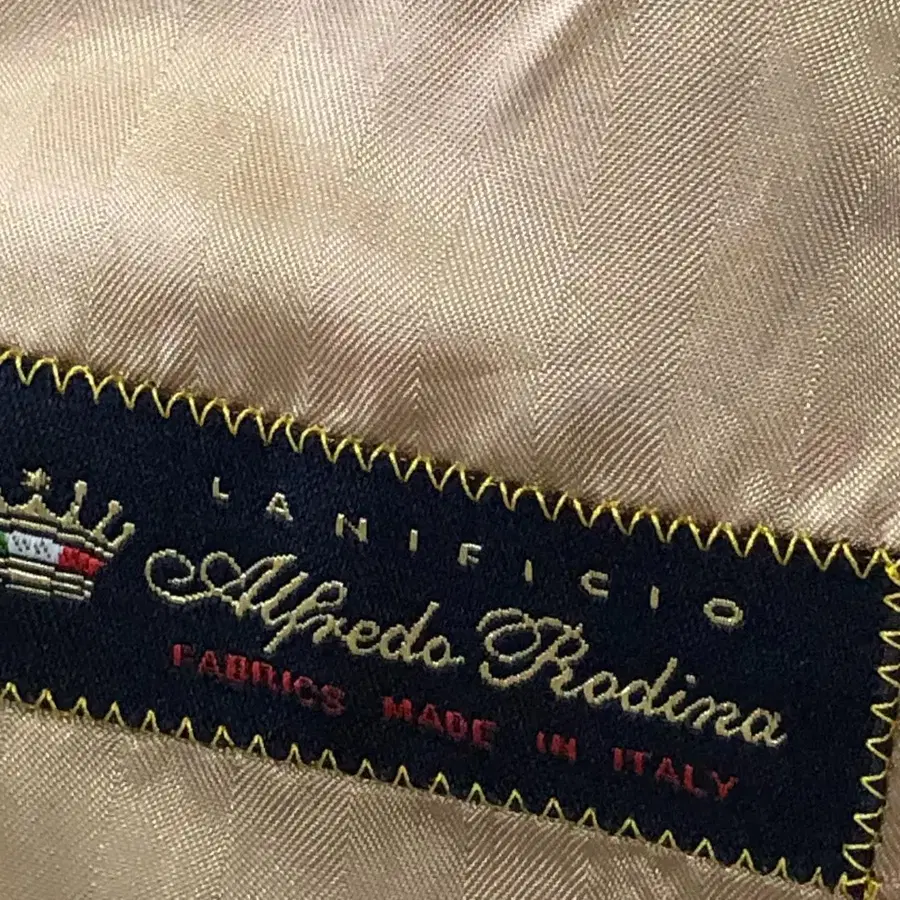 LANIFICIO
Alfredo Rodina
FABRICS MADE IN ITALY